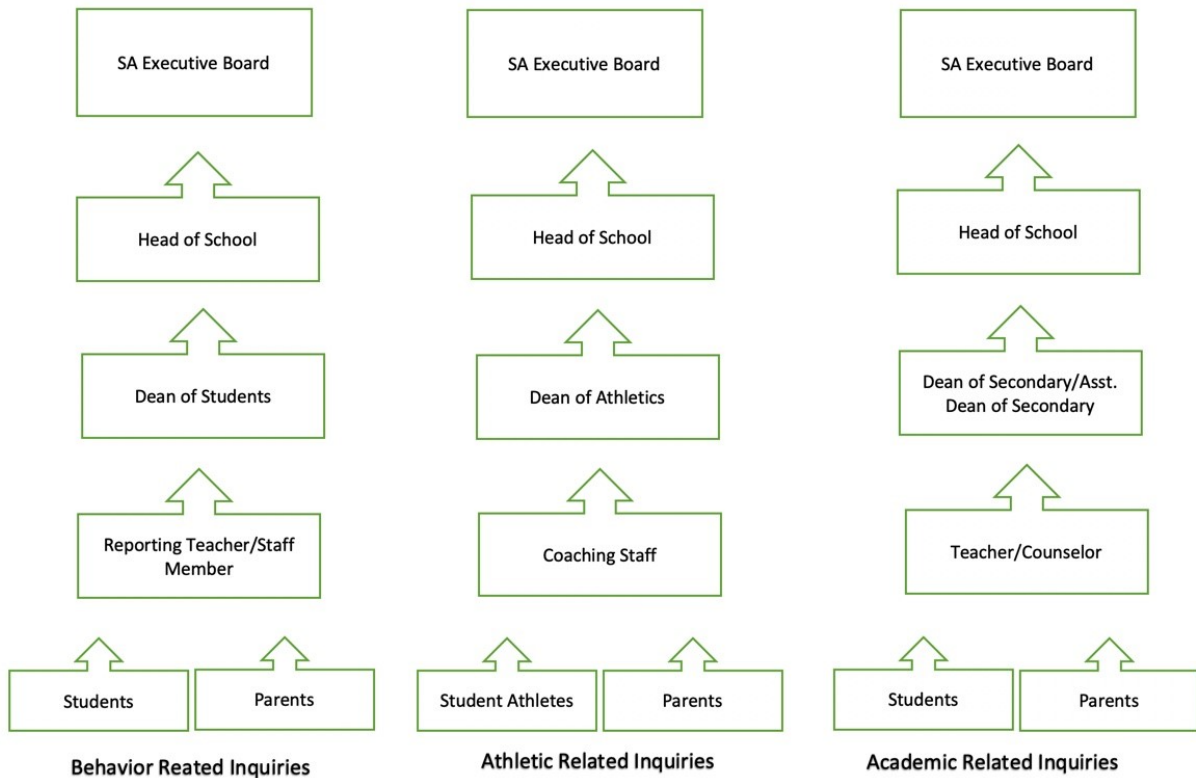 SA Executive Board
Head of School
Dean of Students
Reporting Teacher/Staff
Member
Students
Parents
Behavior Reated Inquiries
SA Executive Board
Head of School
Dean of Athletics
Coaching Staff
Student Athletes
Parents
Athletic Related Inquiries
SA Executive Board
Head of School
Dean of Secondary/Asst.
Dean of Secondary
Teacher/Counselor
Students
Parents
Academic Related Inquiries